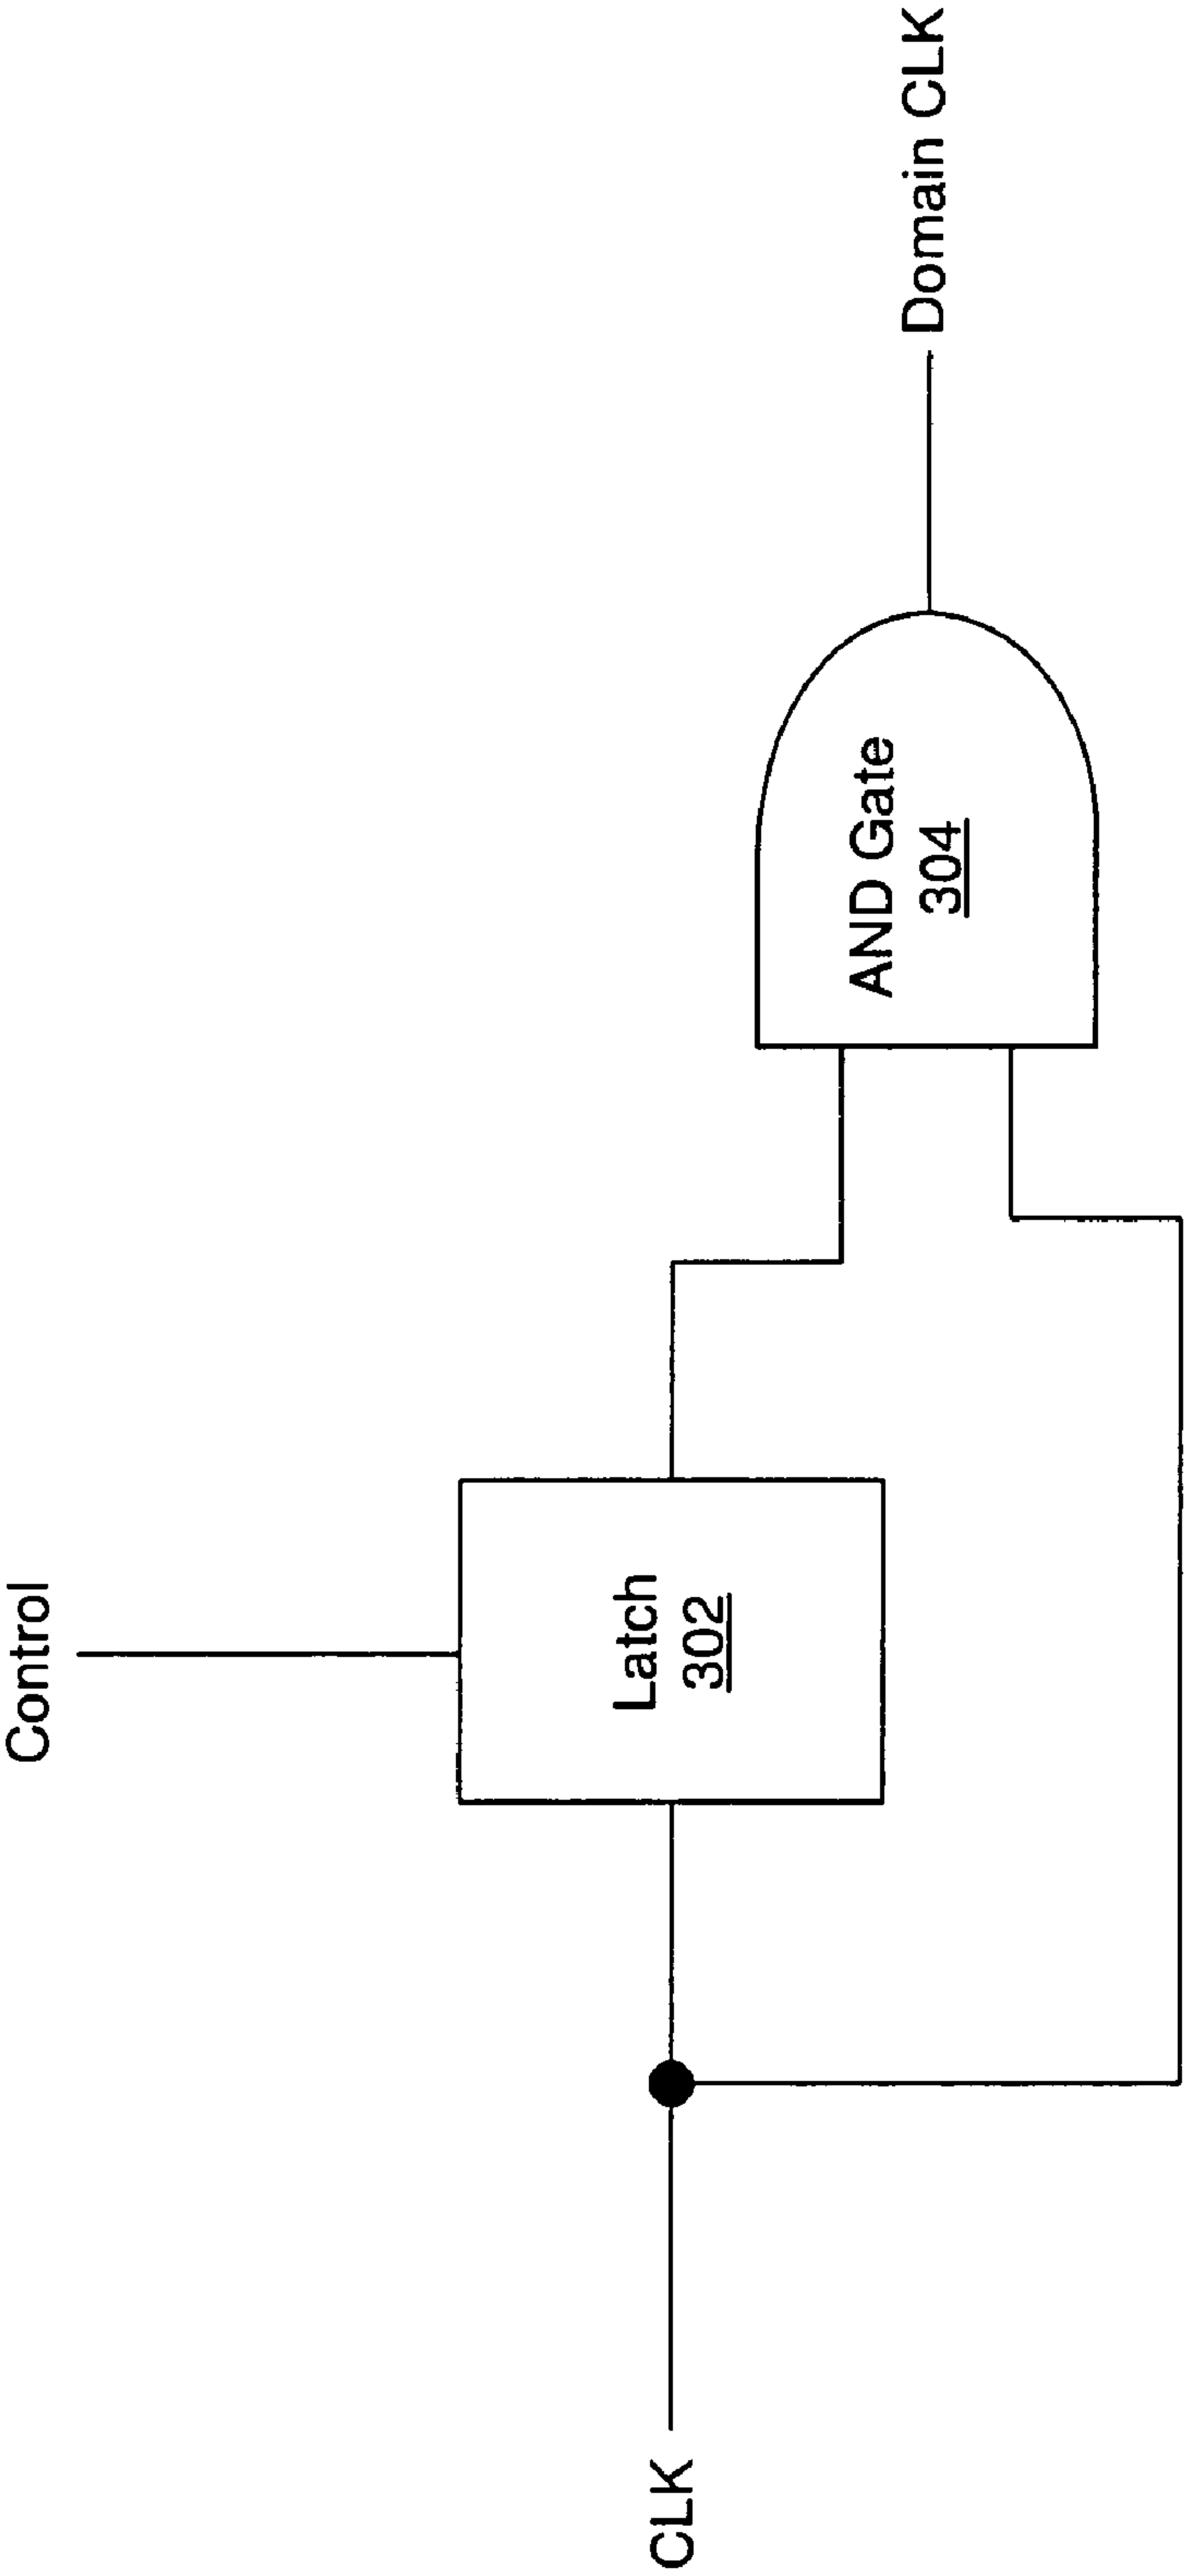 Control
CLK
Latch
302
AND Gate
304
Domain CLK